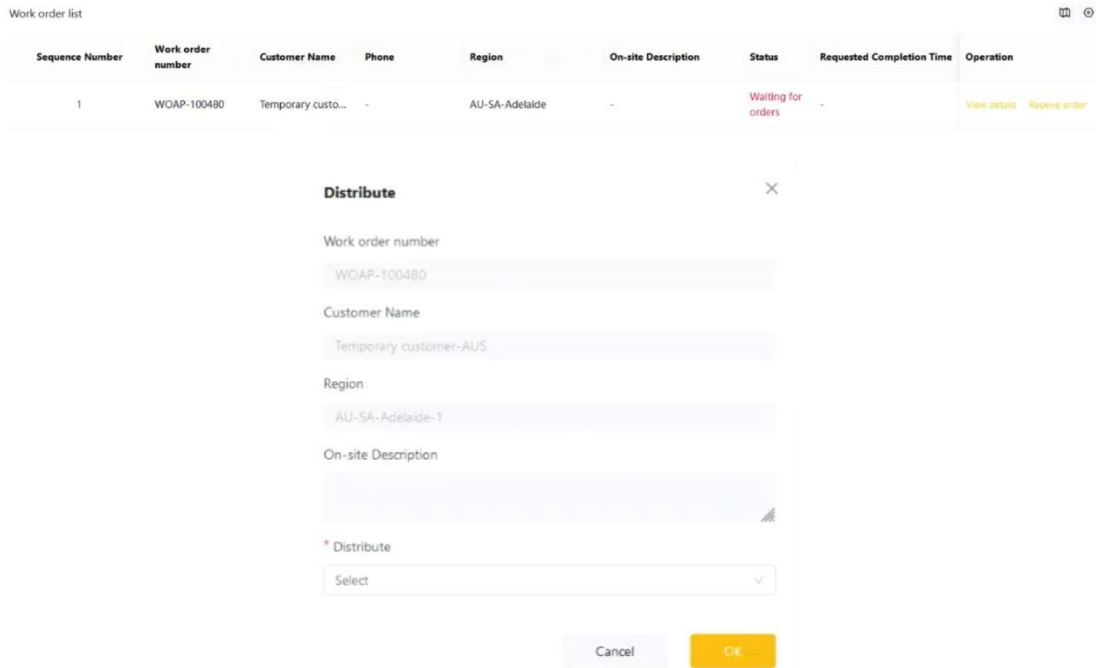 Work order list
Sequence Number Work order number Customer Name Phone Region On-site Description Status Requested Completion Time Operation
1 WOAP-100480 Temporary custo... - AU-SA-Adelaide - Waiting for orders - View details Receive order
Distribute
Work order number
WOAP-100480
Customer Name
Temporary customer-AUS
Region
AU-SA-Adelaide-1
On-site Description
* Distribute
Select
Cancel OK